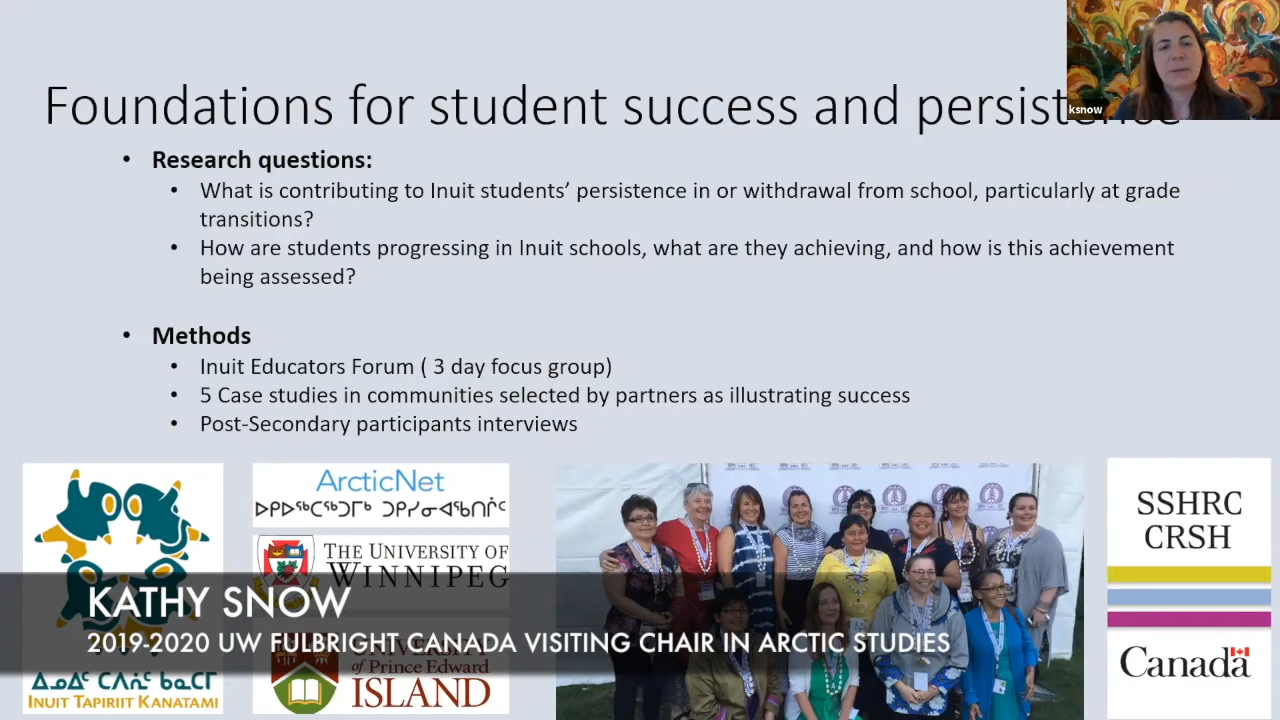 Foundations for student success and persistence
ksnow
• Research questions:
• What is contributing to Inuit students’ persistence in or withdrawal from school, particularly at grade
transitions?
• How are students progressing in Inuit schools, what are they achieving, and how is this achievement
being assessed?
• Methods
• Inuit Educators Forum ( 3 day focus group)
• 5 Case studies in communities selected by partners as illustrating success
• Post-Secondary participants interviews
ArcticNet
ᐅᑭᐅᖅᑕᖅᑐᒥᒃ ᑐᑭᓯᓂᐊᖃᑎᒌᑦ
THE UNIVERSITY OF
WINNIPEG
SSHRC
CRSH
KATHY SNOW
2019-2020 UW FULBRIGHT CANADA VISITING CHAIR IN ARCTIC STUDIES
UNIVERSITY
of Prince Edward
ISLAND
ᐃᓄᐃᑦ ᑕᐱᕇᑦ ᑲᓇᑕᒥ
INUIT TAPIRIIT KANATAMI
Canada